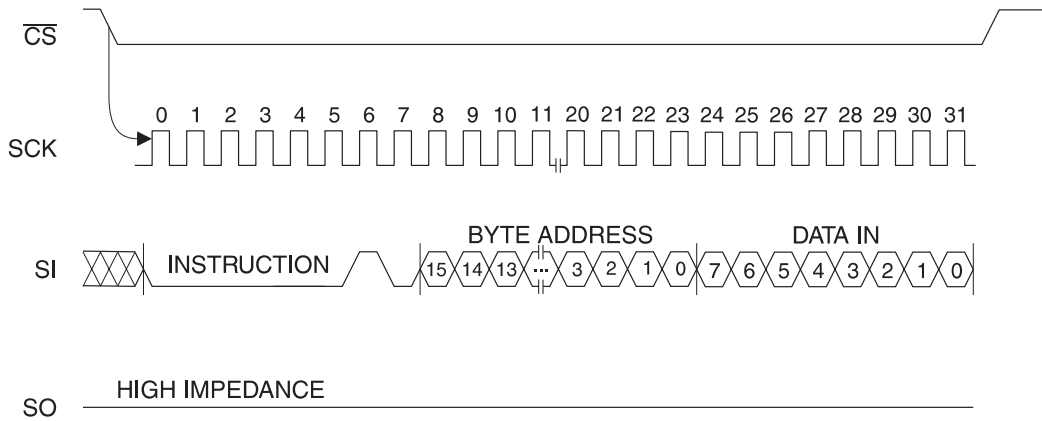 CS
0 1 2 3 4 5 6 7 8 9 10 11 20 21 22 23 24 25 26 27 28 29 30 31
SCK
BYTE ADDRESS DATA IN
SI INSTRUCTION 15 14 13 ... 3 2 1 0 7 6 5 4 3 2 1 0
HIGH IMPEDANCE
SO